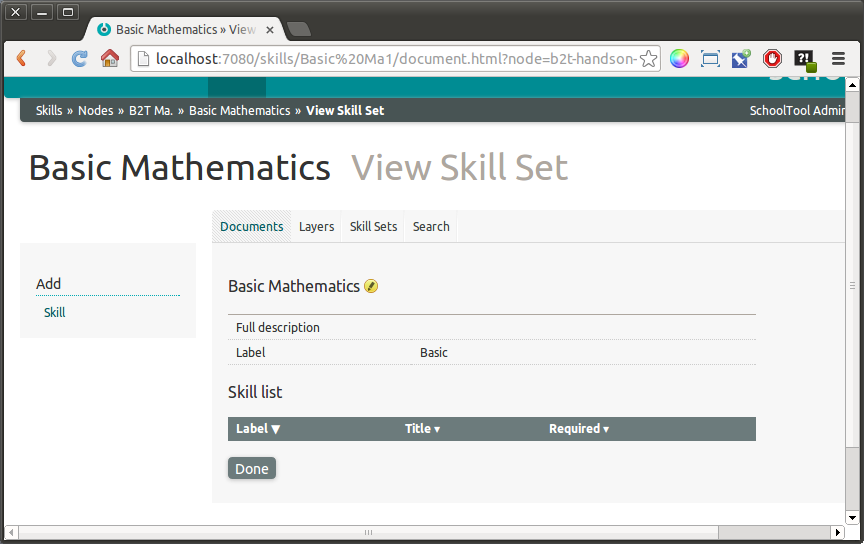 Basic Mathematics » View
localhost:7080/skills/Basic%20Ma1/document.html?node=b2t-handson-
?!
Skills » Nodes » B2T Ma. » Basic Mathematics » View Skill Set
SchoolTool Admin
Basic Mathematics View Skill Set
Documents Layers Skill Sets Search
Add
Skill
Basic Mathematics
Full description
Label Basic
Skill list
Label ▼ Title ▾ Required ▾
Done